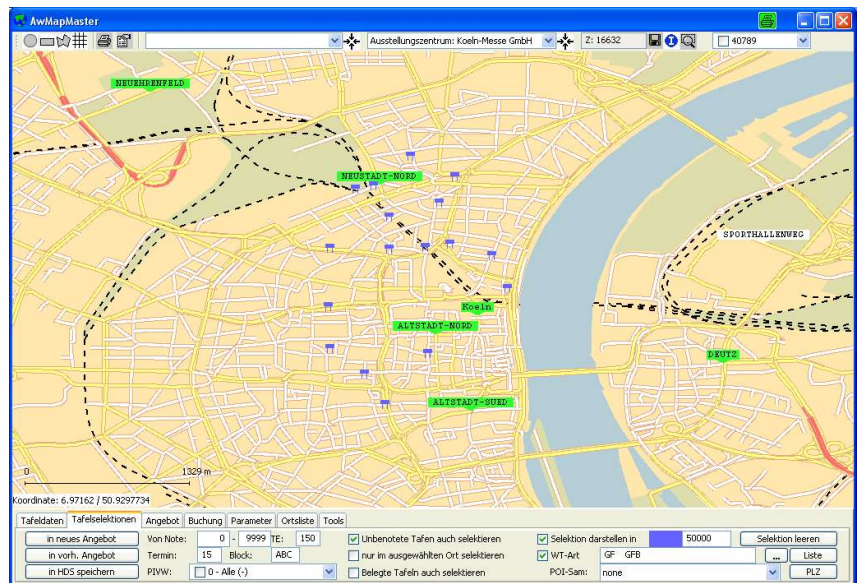 AwMapMaster
Ausstellungszentrum: Koeln-Messe GmbH Z: 16632 40789
NEUEHRENFELD
NEUSTADT-NORD
SPORTHALLENWEG
Koeln
ALTSTADT-NORD
DEUTZ
ALTSTADT-SUED
0 1329 m
Koordinate: 6.97162 / 50.9297734
Tafeldaten Tafelselektionen Angebot Buchung Parameter Ortsliste Tools
in neues Angebot Von Note: 0 - 9999 TE: 150 Unbenotete Tafen auch selektieren Selektion darstellen in 50000 Selektion leeren
in vorh. Angebot Termin: 15 Block: ABC nur im ausgewählten Ort selektieren WT-Art GF GFB ... Liste
in HDS speichern PIVW: 0 - Alle (-) Belegte Tafeln auch selektieren POI-Sam: none PLZ